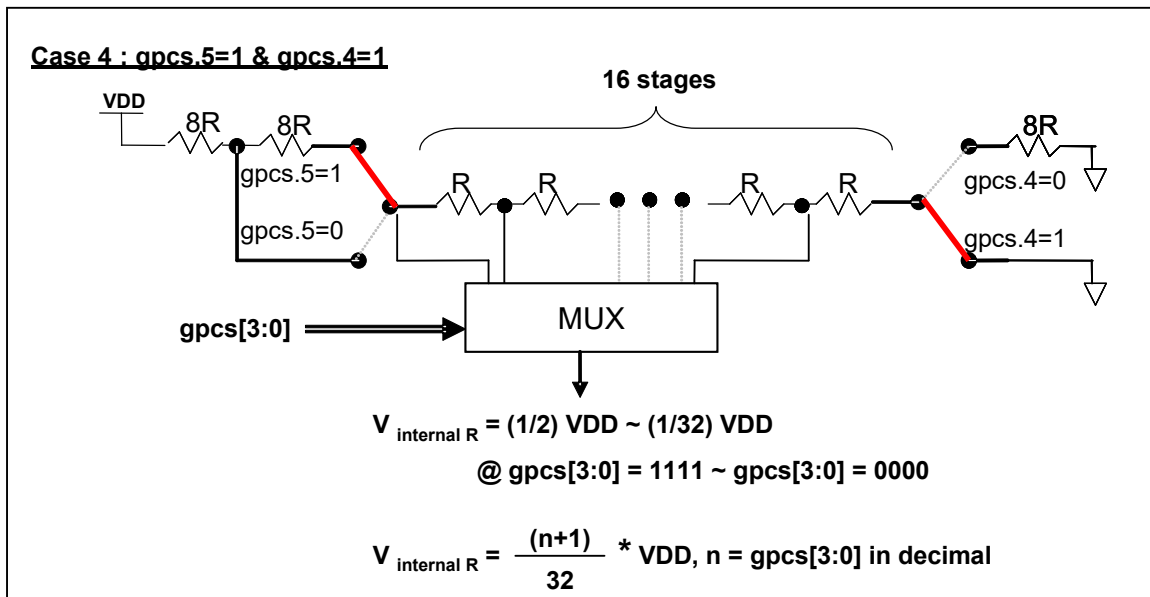 Case 4 : gpcs.5=1 & gpcs.4=1
16 stages
VDD
8R
8R
8R
gpcs.5=1
R
R
R
R
gpcs.4=0
gpcs.5=0
gpcs.4=1
MUX
gpcs[3:0]
V internal R = (1/2) VDD ~ (1/32) VDD
@ gpcs[3:0] = 1111 ~ gpcs[3:0] = 0000
V internal R = (n+1) / 32 * VDD, n = gpcs[3:0] in decimal